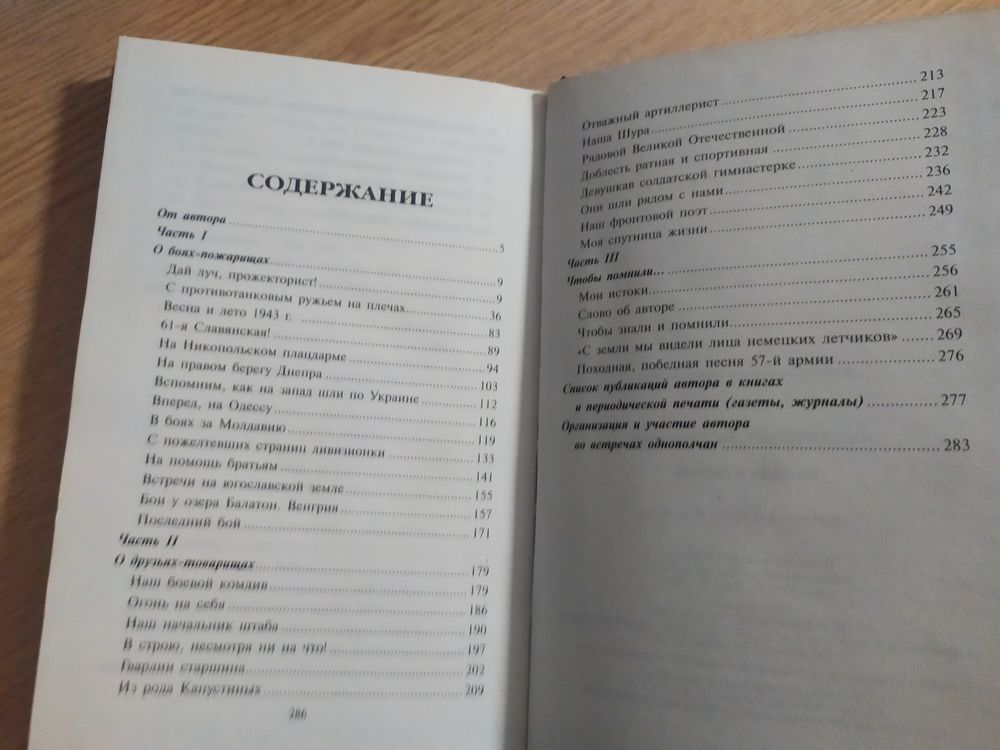 СОДЕРЖАНИЕ
От автора 5
Часть I
О боях-пожарищах 9
Дай луч, прожекторист! 9
С противотанковым ружьем на плечах 36
Весна и лето 1943 г. 83
61-я Славянская! 89
На Никопольском плацдарме 94
На правом берегу Днепра 103
Вспомним, как на запад шли по Украине 112
Вперед, на Одессу 116
В боях за Молдавию 119
С пожелтевших страниц дивизионки 133
На помощь братьям 141
Встречи на югославской земле 155
Бои у озера Балатон. Венгрия 157
Последний бой 171
Часть II
О друзьях-товарищах 179
Наш боевой комдив 179
Огонь на себя 186
Наш начальник штаба 190
В строю, несмотря ни на что! 197
Гвардии старшина 202
Из рода Капустиных 209
286
Отважный артиллерист 213
Наша Шура 217
Рядовой Великой Отечественной 223
Доблесть ратная и спортивная 228
Девушкав солдатской гимнастерке 232
Они шли рядом с нами 236
Наш фронтовой поэт 242
Моя спутница жизни 249
Часть III
Чтобы помнили... 255
Мои истоки 256
Слово об авторе 261
Чтобы знали и помнили 265
«С земли мы видели лица немецких летчиков» 269
Походная, победная песня 57-й армии 276
Список публикаций автора в книгах
и периодической печати (газеты, журналы) 277
Организация и участие автора
во встречах однополчан 283